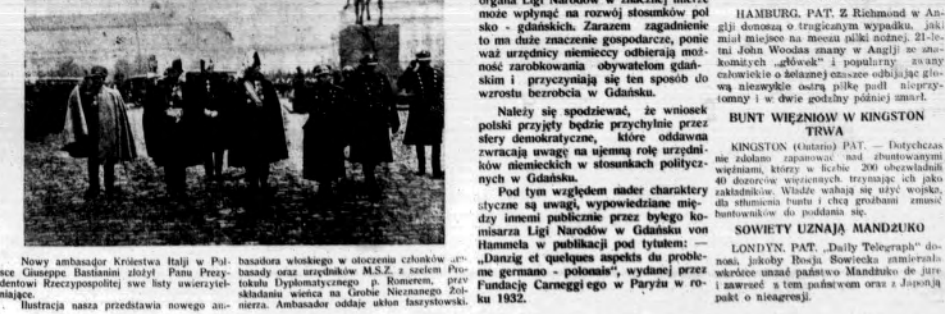 Nowy ambasador Królestwa Italji w Pol-
sce Giuseppe Bastianini złożył Panu Prezy-
dentowi Rzeczypospolitej swe listy uwierzytel-
niające.
Ilustracja nasza przedstawia nowego am-
basadora włoskiego w otoczeniu członków
basady oraz urzędników M.S.Z. z szefem Pro-
tokułu Dyplomatycznego p. Romerem, przy
składaniu wieńca na Grobie Nieznanego Żoł-
nierza. Ambasador oddaje ukłon faszystowski.
organa Ligi Narodów w znacznej mierze
może wpłynąć na rozwój stosunków pol
sko - gdańskich. Zarazem zagadnienie
to ma duże znaczenie gospodarcze, ponie
waż urzędnicy niemieccy odbierają moż-
ność zarobkowania obywatelom gdań-
skim i przyczyniają się ten sposób do
wzrostu bezrobcia w Gdańsku.
Należy się spodziewać, że wniosek
polski przyjęty będzie przychylnie przez
sfery demokratyczne, które oddawna
zwracają uwagę na ujemną rolę urzędni-
ków niemieckich w stosunkach politycz-
nych w Gdańsku.
Pod tym względem nader charaktery
styczne są uwagi, wypowiedziane mię-
dzy innemi publicznie przez byłego ko-
misarza Ligi Narodów w Gdańsku von
Hammela w publikacji pod tytułem: —
„Danzig et quelques aspekts du proble-
me germano - polonais", wydanej przez
Fundację Carneggi ego w Paryżu w ro-
ku 1932.
HAMBURG. PAT. Z Richmond w An-
glji donoszą o tragicznym wypadku, jaki
miał miejsce na meczu piłki nożnej. 21-le-
tni John Woodas znany w Anglji ze zna-
komitych „główek" i popularny zwany
człowiekie o żelaznej czaszce odbijając gło-
wą niezwykle ostrą piłkę padł nieprzy-
tomny i w dwie godziny później zmarł.
BUNT WIĘŹNIÓW W KINGSTON
TRWA
KINGSTON (Ontario) PAT. — Dotychczas
nie zdołano zapanować nad zbuntowanymi
więźniami, którzy w liczbie 200 obezwładnili
40 dozorców więziennych, trzymając ich jako
zakładników. Władze wahają się użyć wojska,
dla stłumienia buntu i chcą groźbami zmusić
buntowników do poddania się.
SOWIETY UZNAJĄ MANDŻUKO
LONDYN. PAT. „Daily Telegraph" do-
nosi, jakoby Rosja Sowiecka zamierzała
wkrótce uznać państwo Mandżuko de jure
i zawrzeć z tem państwem oraz z Japonją
pakt o nieagresji.